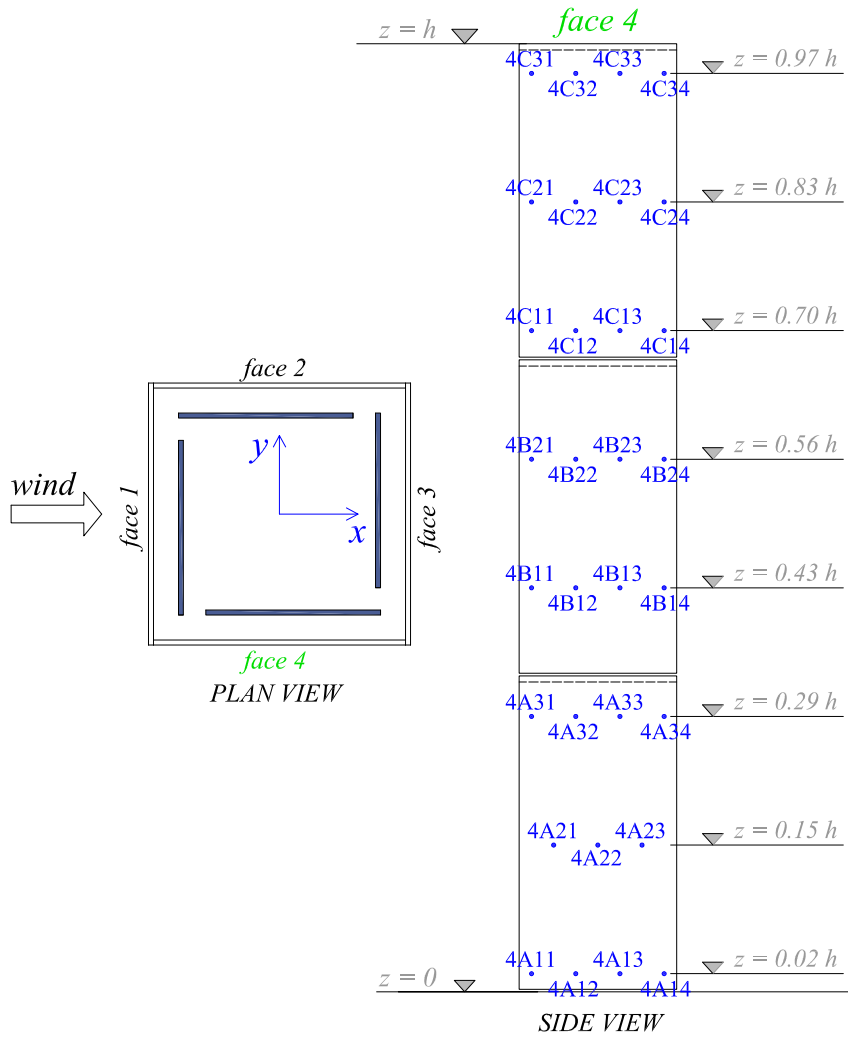 face 4
z = h
4C31 4C33
z = 0.97 h
4C32 4C34
4C21 4C23
z = 0.83 h
4C22 4C24
4C11 4C13
z = 0.70 h
4C12 4C14
face 2
4B21 4B23
z = 0.56 h
y
4B22 4B24
wind
face 1
face 3
x
4B11 4B13
z = 0.43 h
4B12 4B14
face 4
PLAN VIEW
4A31 4A33
z = 0.29 h
4A32 4A34
4A21 4A23
z = 0.15 h
4A22
4A11 4A13
z = 0.02 h
z = 0
4A12 4A14
SIDE VIEW